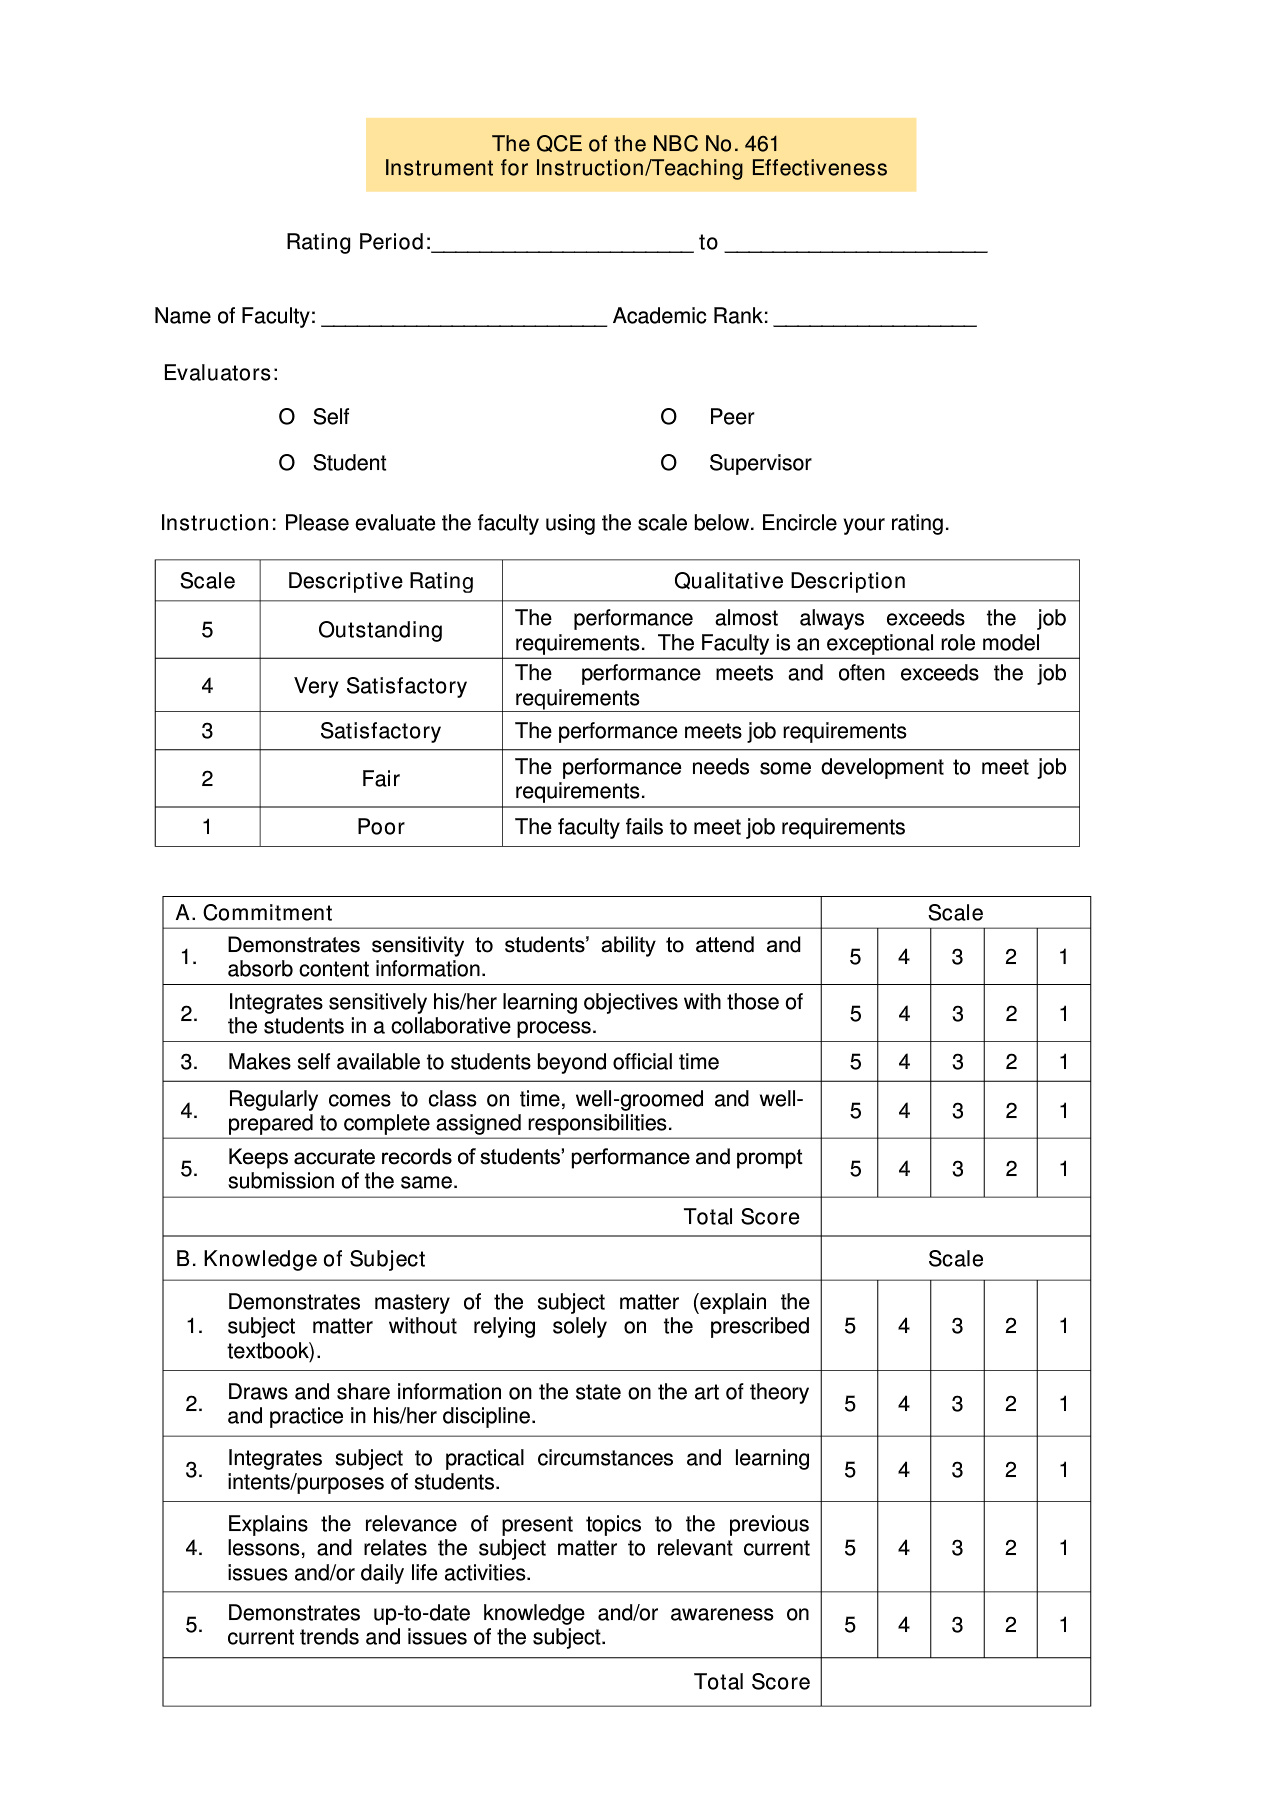 The QCE of the NBC No. 461
Instrument for Instruction/Teaching Effectiveness
Rating Period:______________________ to ______________________
Name of Faculty: ________________________ Academic Rank: _________________
Evaluators:
O Self O Peer
O Student O Supervisor
Instruction: Please evaluate the faculty using the scale below. Encircle your rating.
Scale Descriptive Rating Qualitative Description
5 Outstanding The performance almost always exceeds the job
requirements. The Faculty is an exceptional role model
4 Very Satisfactory The performance meets and often exceeds the job
requirements
3 Satisfactory The performance meets job requirements
2 Fair The performance needs some development to meet job
requirements.
1 Poor The faculty fails to meet job requirements
A. Commitment Scale
1. Demonstrates sensitivity to students’ ability to attend and
absorb content information. 5 4 3 2 1
2. Integrates sensitively his/her learning objectives with those of
the students in a collaborative process. 5 4 3 2 1
3. Makes self available to students beyond official time 5 4 3 2 1
4. Regularly comes to class on time, well-groomed and well-
prepared to complete assigned responsibilities. 5 4 3 2 1
5. Keeps accurate records of students’ performance and prompt
submission of the same. 5 4 3 2 1
Total Score
B. Knowledge of Subject Scale
1. Demonstrates mastery of the subject matter (explain the
subject matter without relying solely on the prescribed
textbook). 5 4 3 2 1
2. Draws and share information on the state on the art of theory
and practice in his/her discipline. 5 4 3 2 1
3. Integrates subject to practical circumstances and learning
intents/purposes of students. 5 4 3 2 1
4. Explains the relevance of present topics to the previous
lessons, and relates the subject matter to relevant current
issues and/or daily life activities. 5 4 3 2 1
5. Demonstrates up-to-date knowledge and/or awareness on
current trends and issues of the subject. 5 4 3 2 1
Total Score